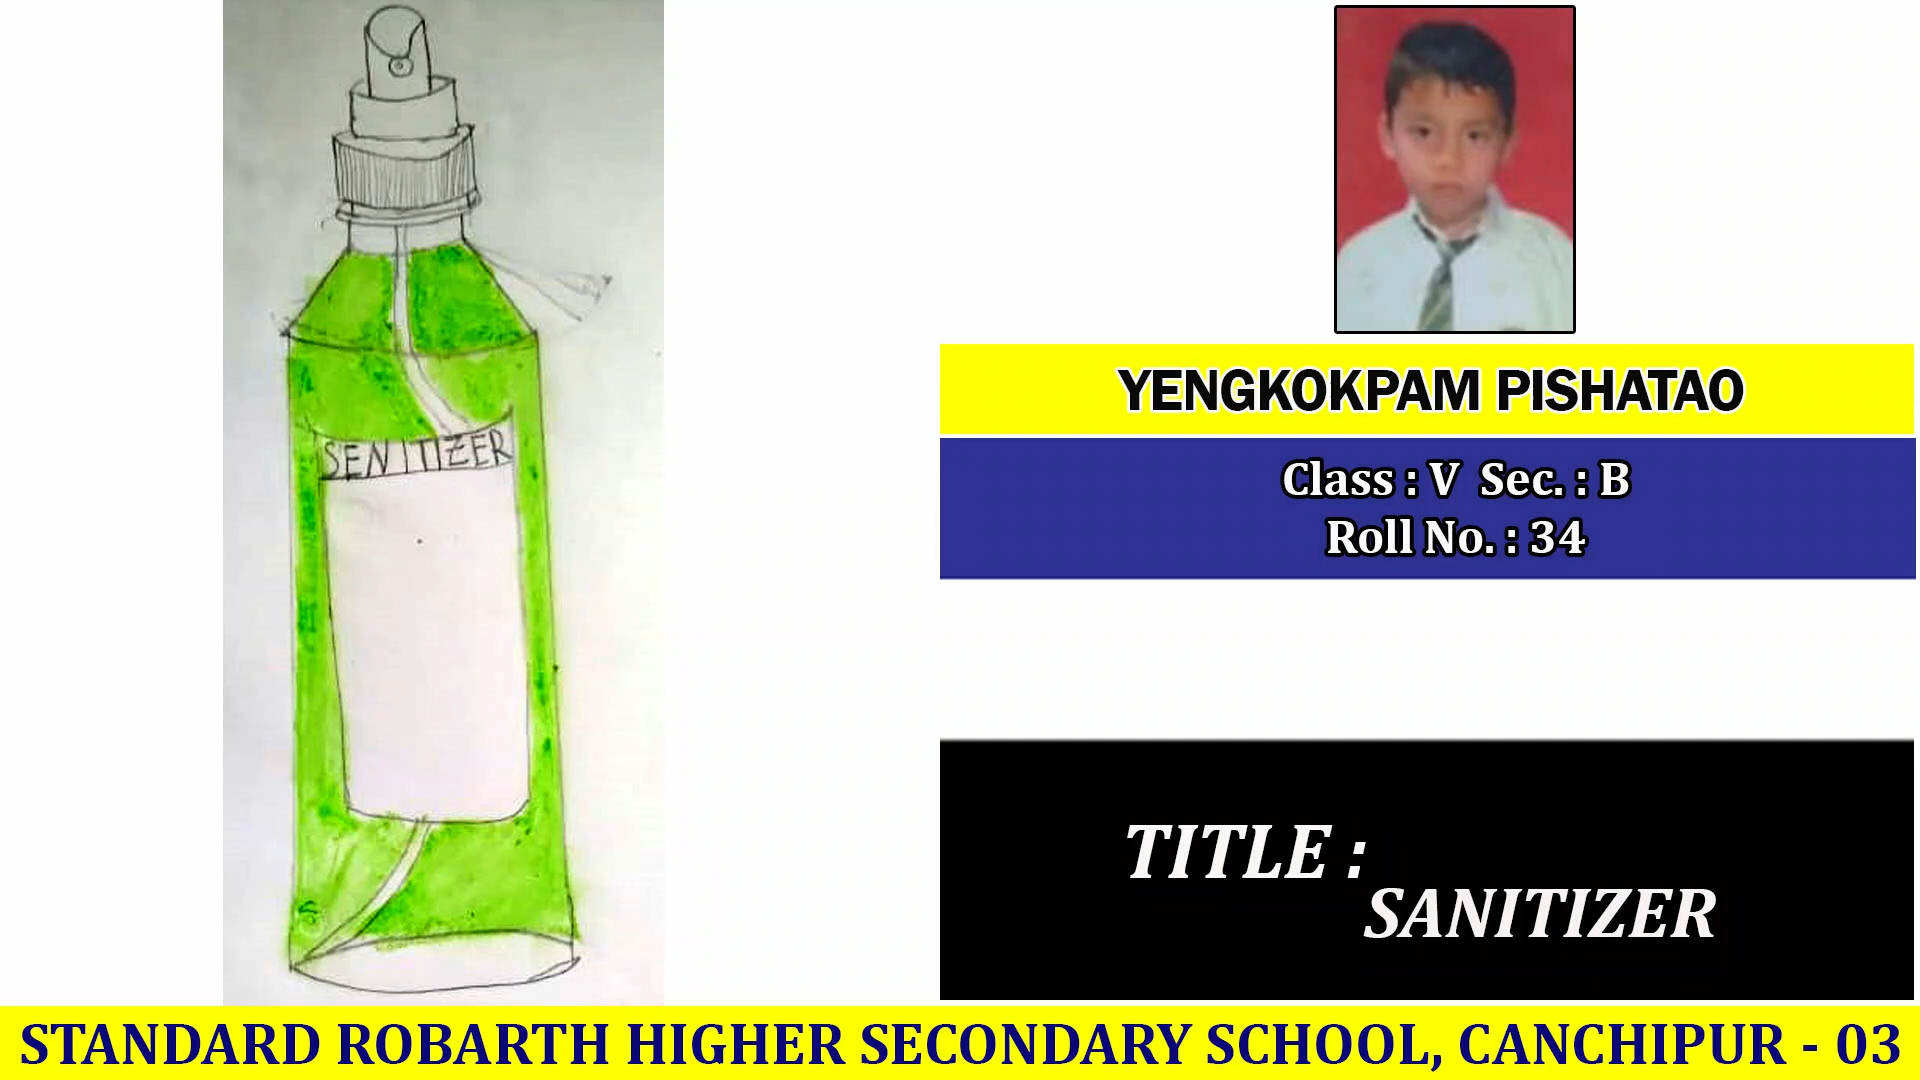 SENITIZER
YENGKOKPAM PISHATAO
Class : V Sec. : B
Roll No. : 34
TITLE :
SANITIZER
STANDARD ROBARTH HIGHER SECONDARY SCHOOL, CANCHIPUR - 03